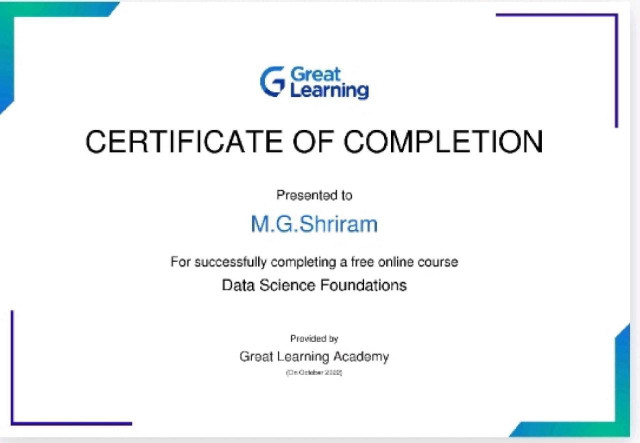 Great
Learning
CERTIFICATE OF COMPLETION
Presented to
M.G.Shriram
For successfully completing a free online course
Data Science Foundations
Provided by
Great Learning Academy
(On October 2022)